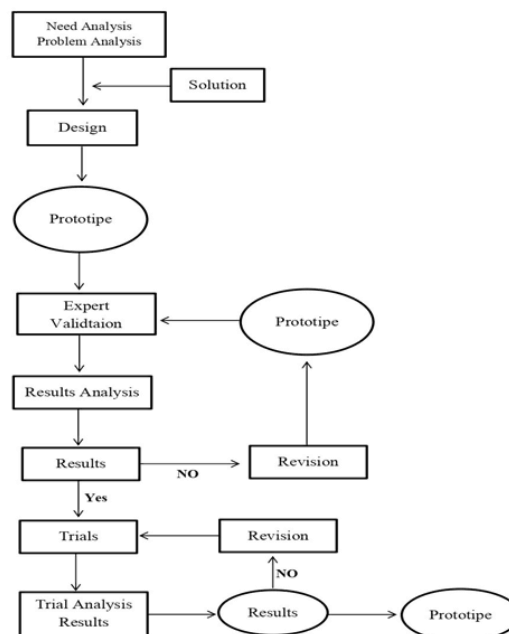 Need Analysis
Problem Analysis
Solution
Design
Prototipe
Expert
Validtaion
Prototipe
Results Analysis
Results
NO
Revision
Yes
Trials
Revision
NO
Trial Analysis
Results
Results
Prototipe